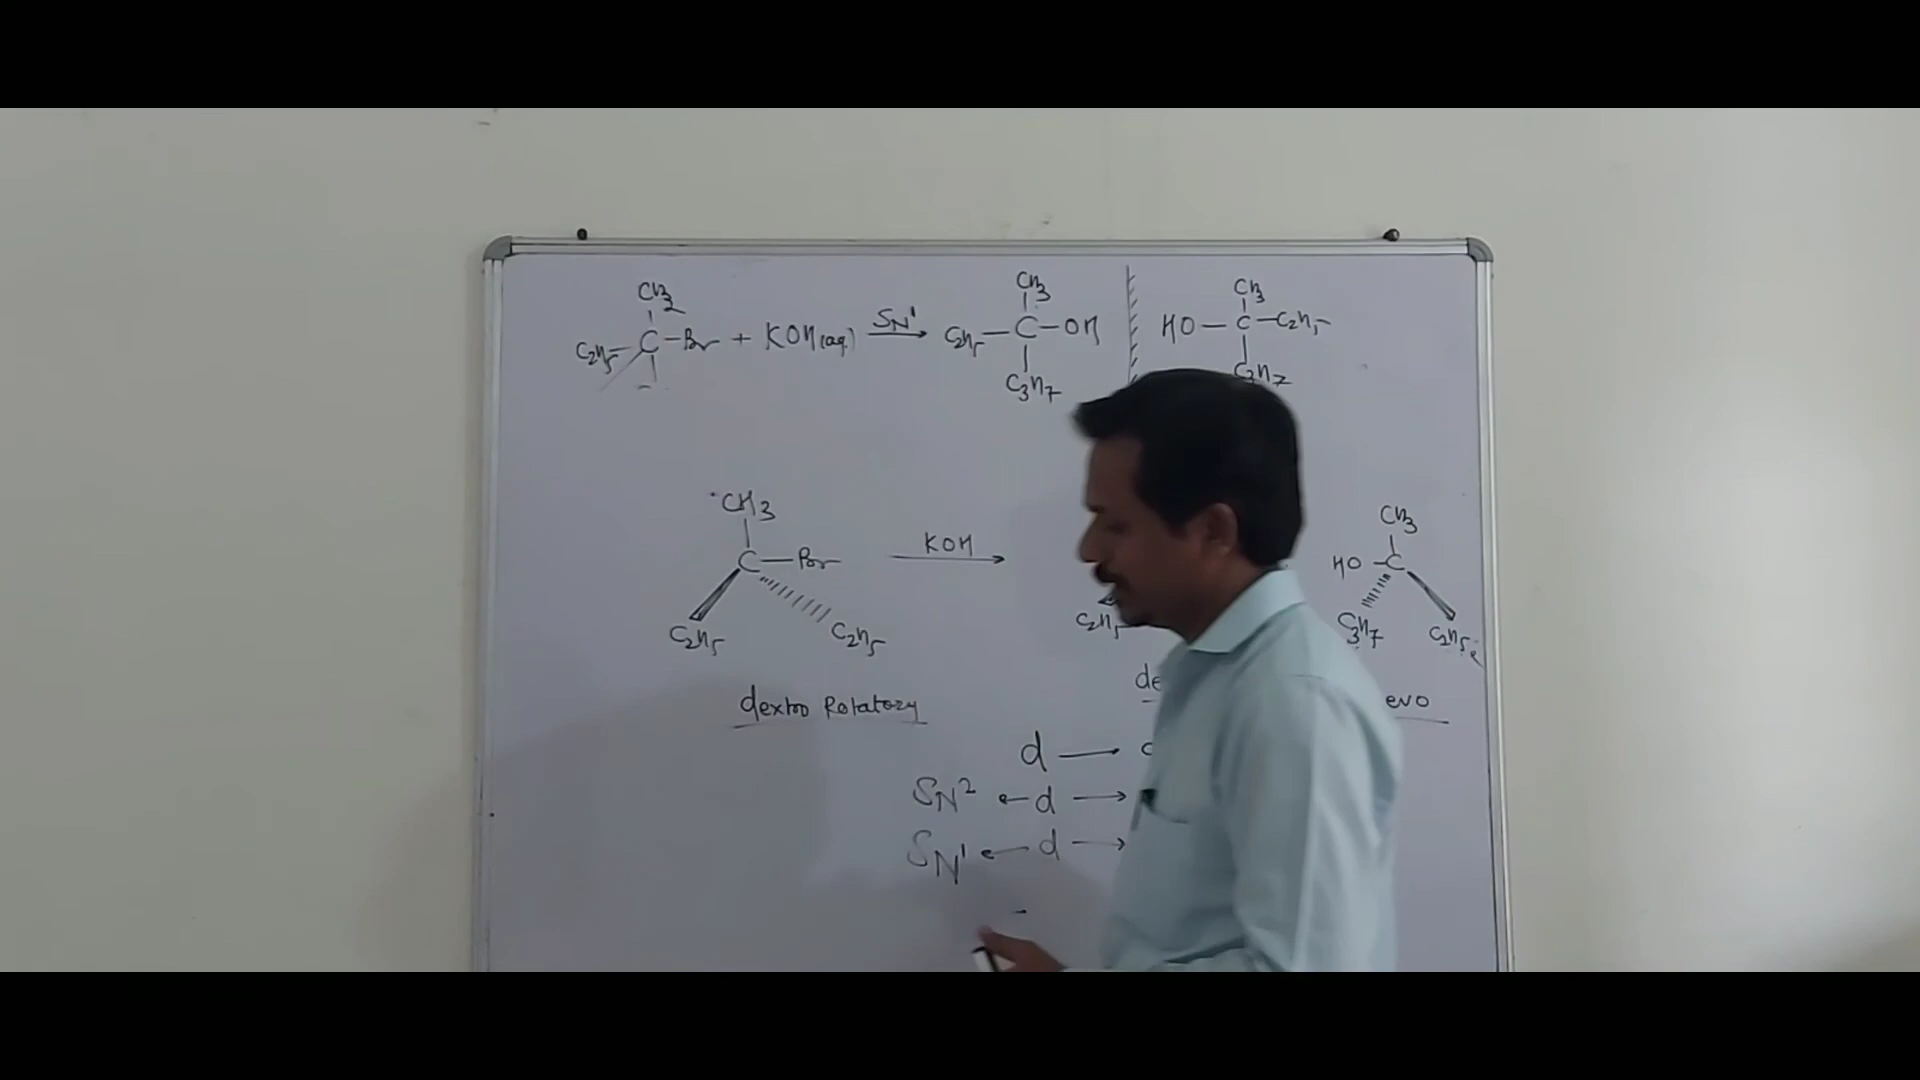 CH3 CH3 CH3
C2H5 – C – Br + KOH(aq.) SN1 → C2H5 – C – OH HO – C – C2H5
C3H7 C3H7
CH3 CH3
C – Br KOH → HO – C
C2H5 C2H5 C2H5 C3H7 C2H5
dextro Rotatory
d →
SN2 ← d →
SN1 ← d →